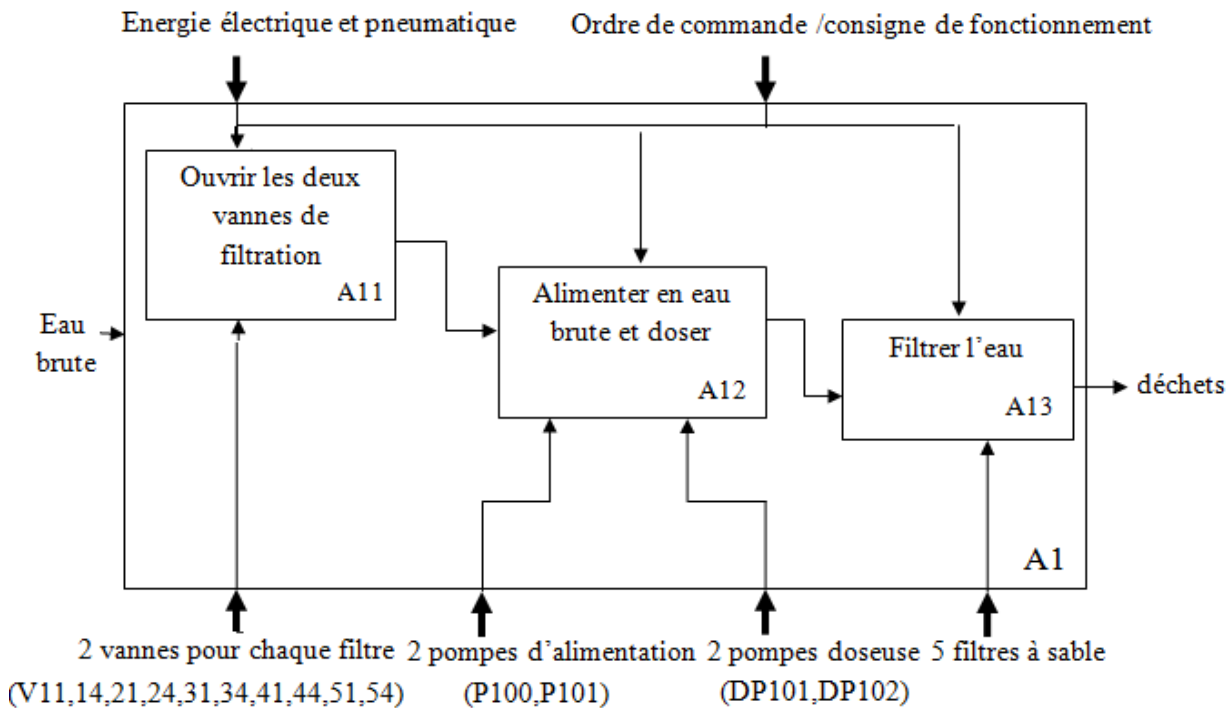 Energie électrique et pneumatique
Ordre de commande /consigne de fonctionnement
Ouvrir les deux
vannes de
filtration
A11
Eau
brute
Alimenter en eau
brute et doser
A12
Filtrer l'eau
A13
déchets
A1
2 vannes pour chaque filtre
(V11,14,21,24,31,34,41,44,51,54)
2 pompes d'alimentation
(P100,P101)
2 pompes doseuse
(DP101,DP102)
5 filtres à sable